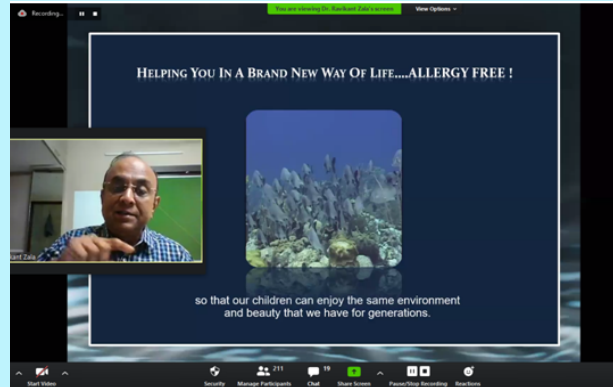 Recording...
You are viewing Dr. Ravikant Zala's screen
View Options
HELPING YOU IN A BRAND NEW WAY OF LIFE....ALLERGY FREE !
kant Zala
so that our children can enjoy the same environment
and beauty that we have for generations.
211
19
Start Video
Security
Manage Participants
Chat
Share Screen
Pause/Stop Recording
Reactions